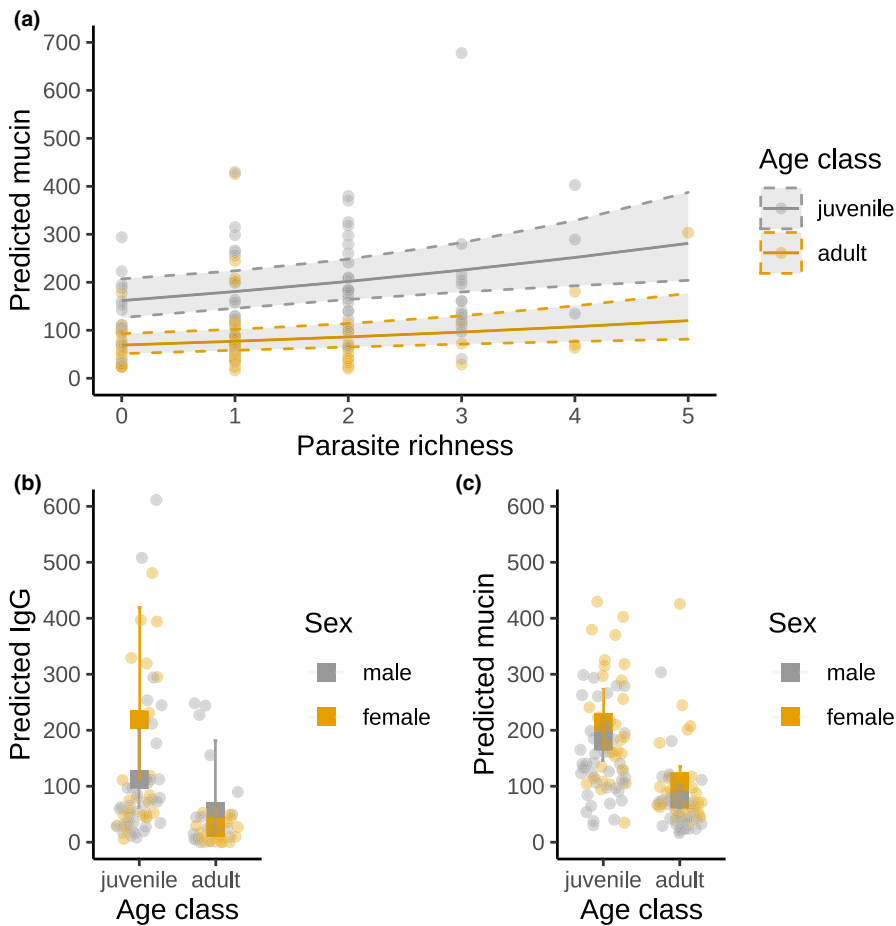 (a)
700
600
500
400
300
200
100
0
Predicted mucin
0 1 2 3 4 5
Parasite richness
Age class
juvenile
adult
(b)
600
500
400
300
200
100
0
Predicted IgG
juvenile adult
Age class
Sex
male
female
(c)
600
500
400
300
200
100
0
Predicted mucin
juvenile adult
Age class
Sex
male
female